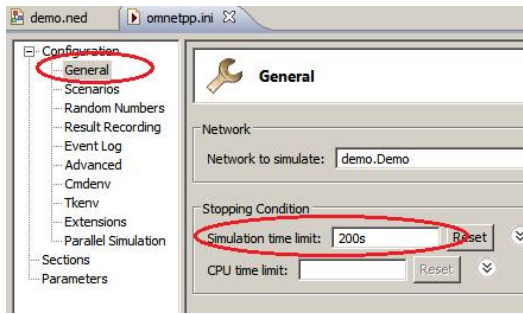 demo.ned
omnetpp.ini
Configuration
General
Scenarios
Random Numbers
Result Recording
Event Log
Advanced
Cmdenv
Tkenv
Extensions
Parallel Simulation
Sections
Parameters
General
Network
Network to simulate: demo.Demo
Stopping Condition
Simulation time limit: 200s Reset
CPU time limit: Reset